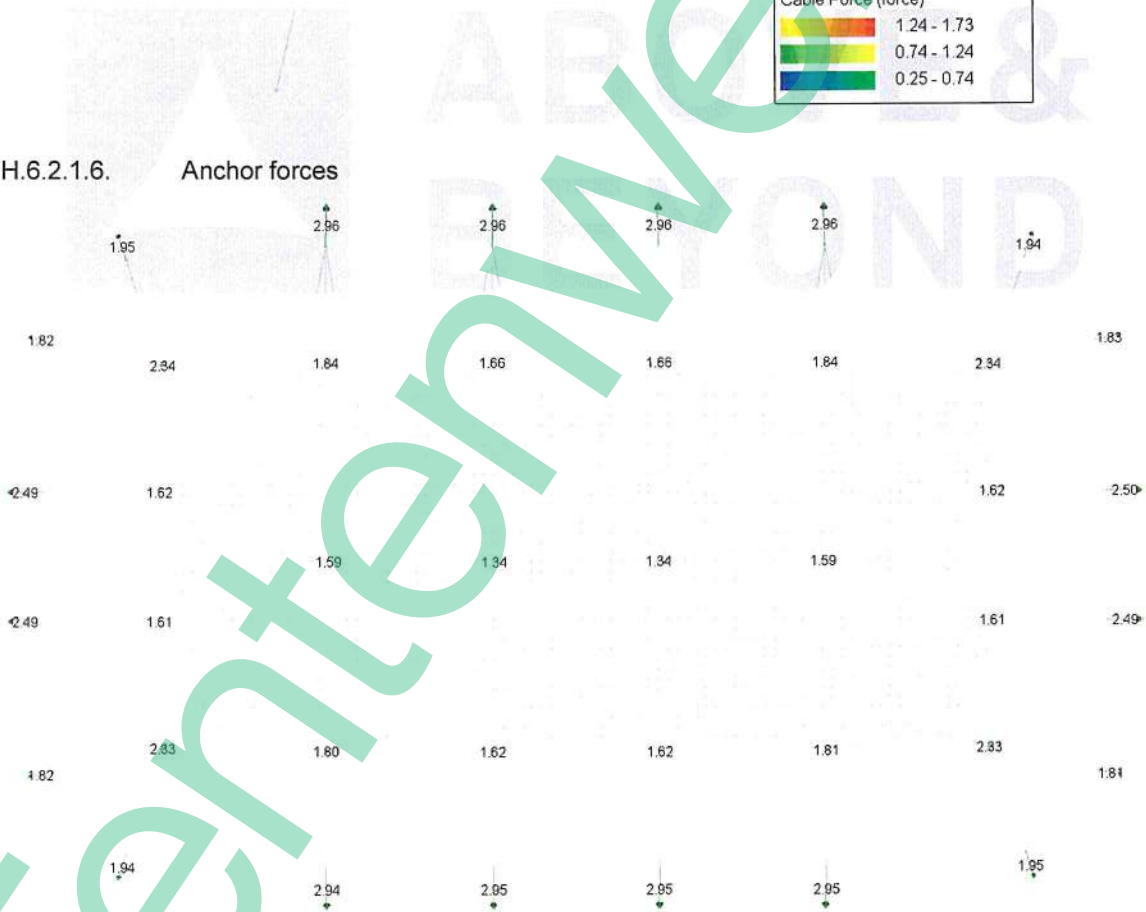 Cable Force (force)
1.24 - 1.73
0.74 - 1.24
0.25 - 0.74
ABOVE &
BEYOND
H.6.2.1.6. Anchor forces
2.96 2.96 2.96 2.96
1.95 1.94
1.82 1.83
2.34 1.84 1.66 1.66 1.84 2.34
2.49 1.62 1.62 2.50
1.59 1.34 1.34 1.59
2.49 1.61 1.61 2.49
2.33 1.80 1.62 1.62 1.81 2.33
1.82 1.81
1.94 1.95
2.94 2.95 2.95 2.95